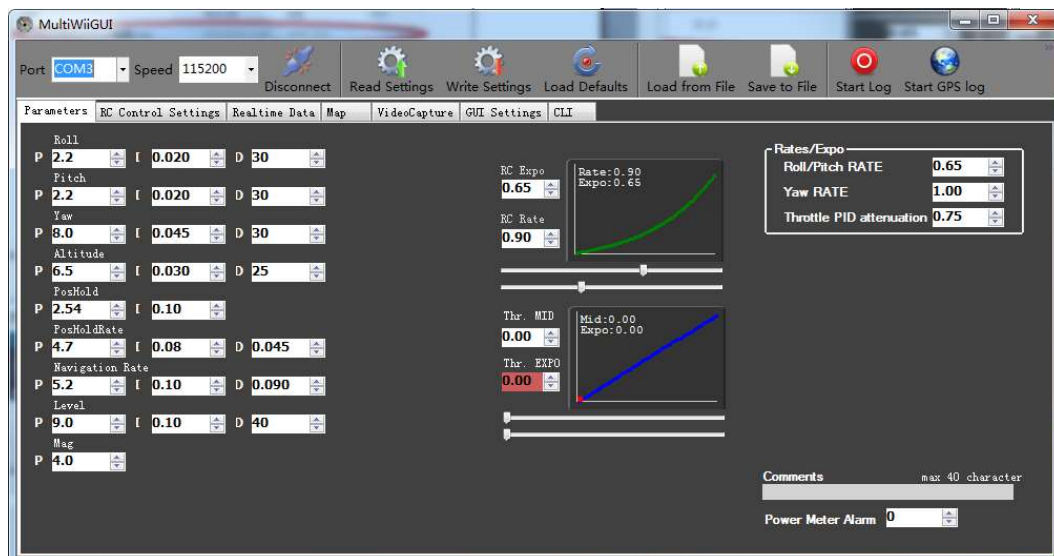 MultiWiiGUI
Port COM3 Speed 115200 Disconnect Read Settings Write Settings Load Defaults Load from File Save to File Start Log Start GPS log
Parameters RC Control Settings Realtime Data Map VideoCapture GUI Settings CLI
Roll
P 2.2 I 0.020 D 30
Pitch
P 2.2 I 0.020 D 30
Yaw
P 8.0 I 0.045 D 30
Altitude
P 6.5 I 0.030 D 25
PosHold
P 2.54 I 0.10
PosHoldRate
P 4.7 I 0.08 D 0.045
Navigation Rate
P 5.2 I 0.10 D 0.090
Level
P 9.0 I 0.10 D 40
Mag
P 4.0
RC Expo
0.65
RC Rate
0.90
Rate:0.90
Expo:0.65
Thr. MID
0.00
Thr. EXPO
0.00
Mid:0.00
Expo:0.00
Rates/Expo
Roll/Pitch RATE 0.65
Yaw RATE 1.00
Throttle PID attenuation 0.75
Comments max 40 character
Power Meter Alarm 0